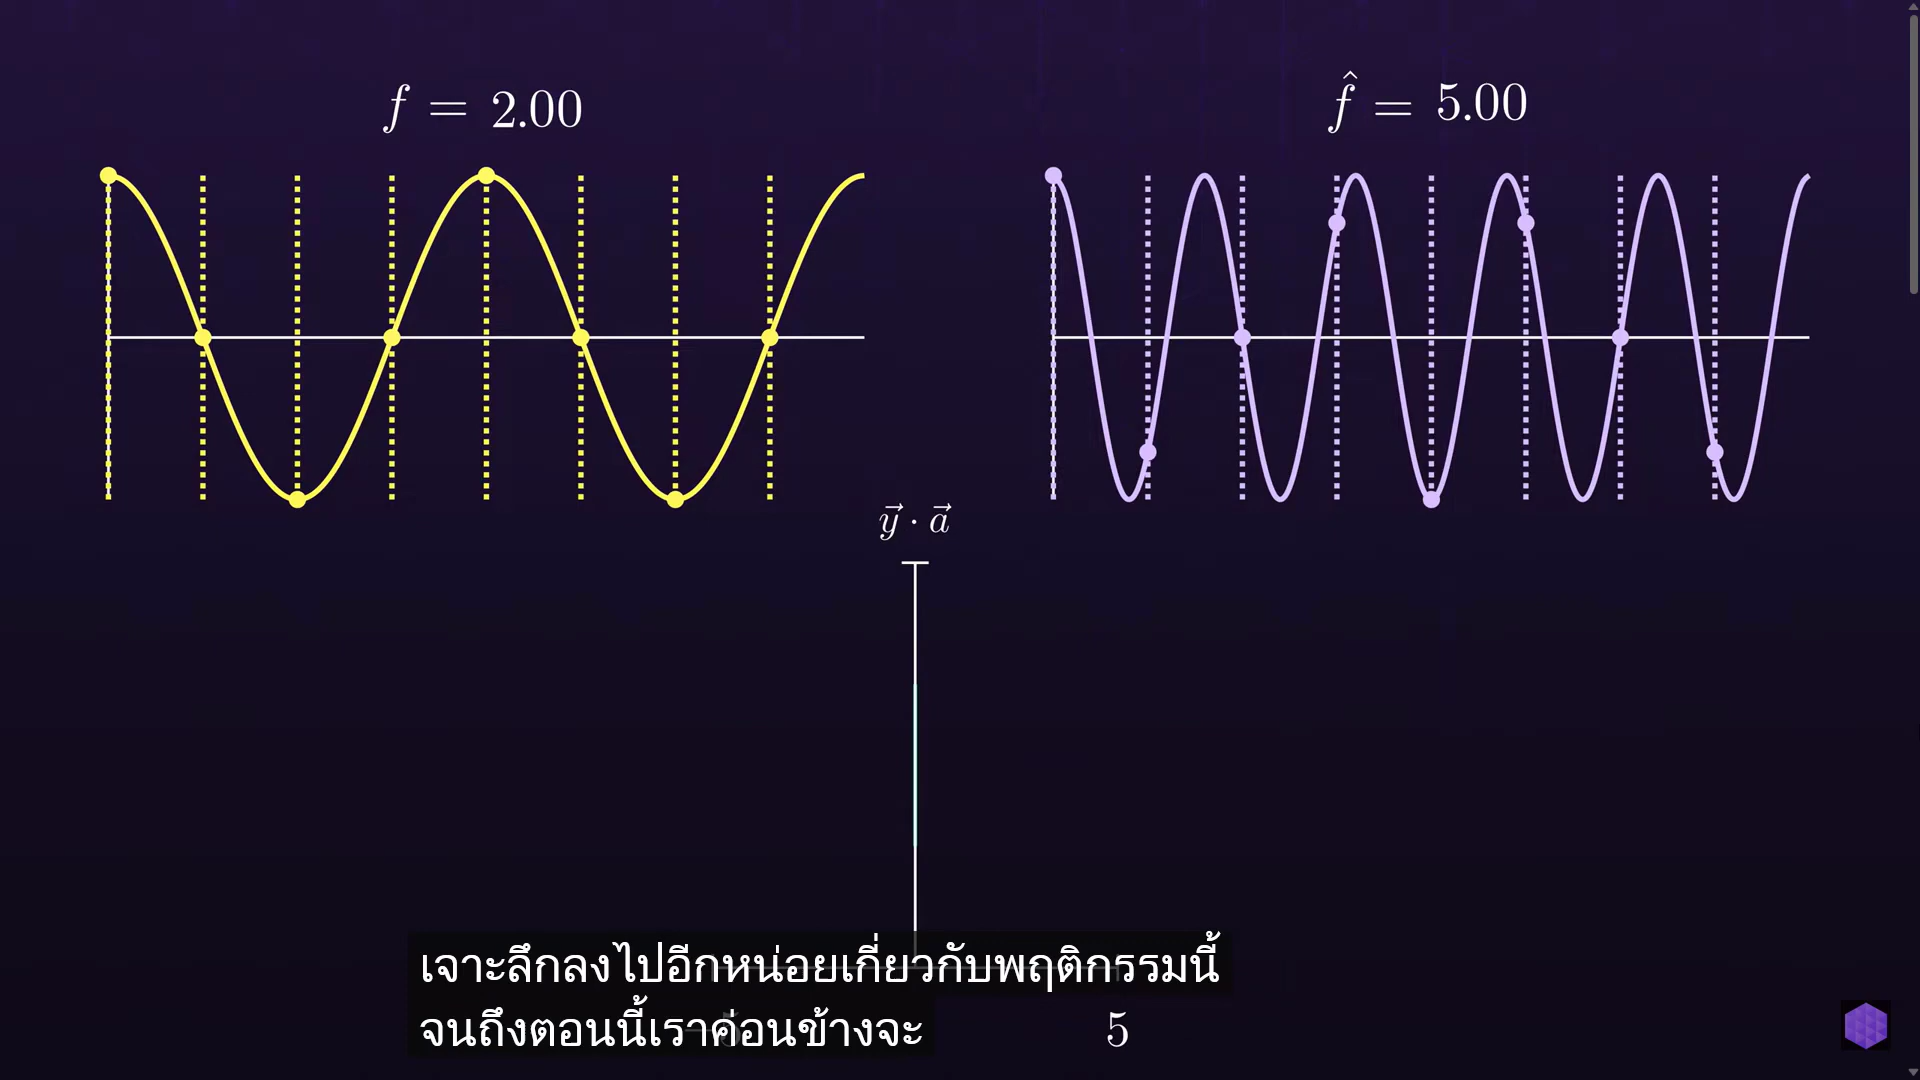 f = 2.00
f̂ = 5.00
y⃗ · a⃗
เจาะลึกลงไปอีกหน่อยเกี่ยวกับพฤติกรรมนี้
จนถึงตอนนี้เราค่อนข้างจะ
5